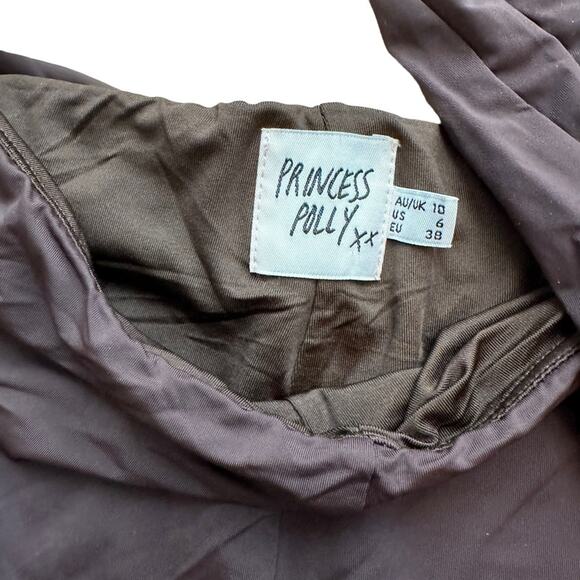 PRINCESS
POLLY xx
AU/UK 10
US 6
EU 38